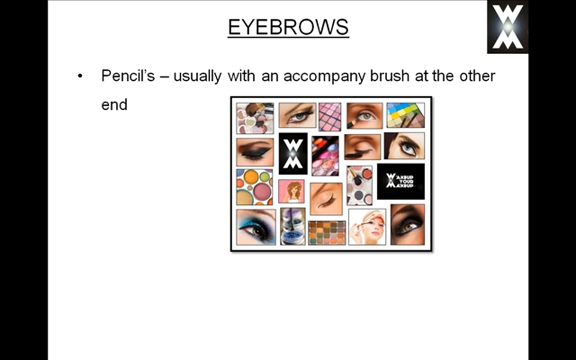 EYEBROWS
• Pencil's – usually with an accompany brush at the other
end